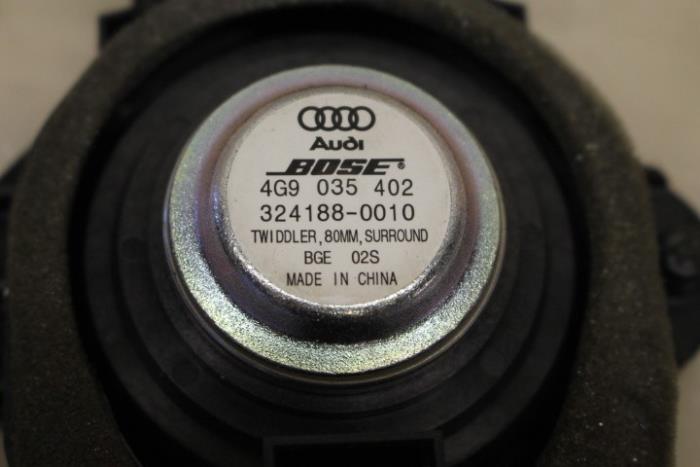 Audi
BOSE®
4G9 035 402
324188-0010
TWIDDLER, 80MM, SURROUND
BGE 02S
MADE IN CHINA